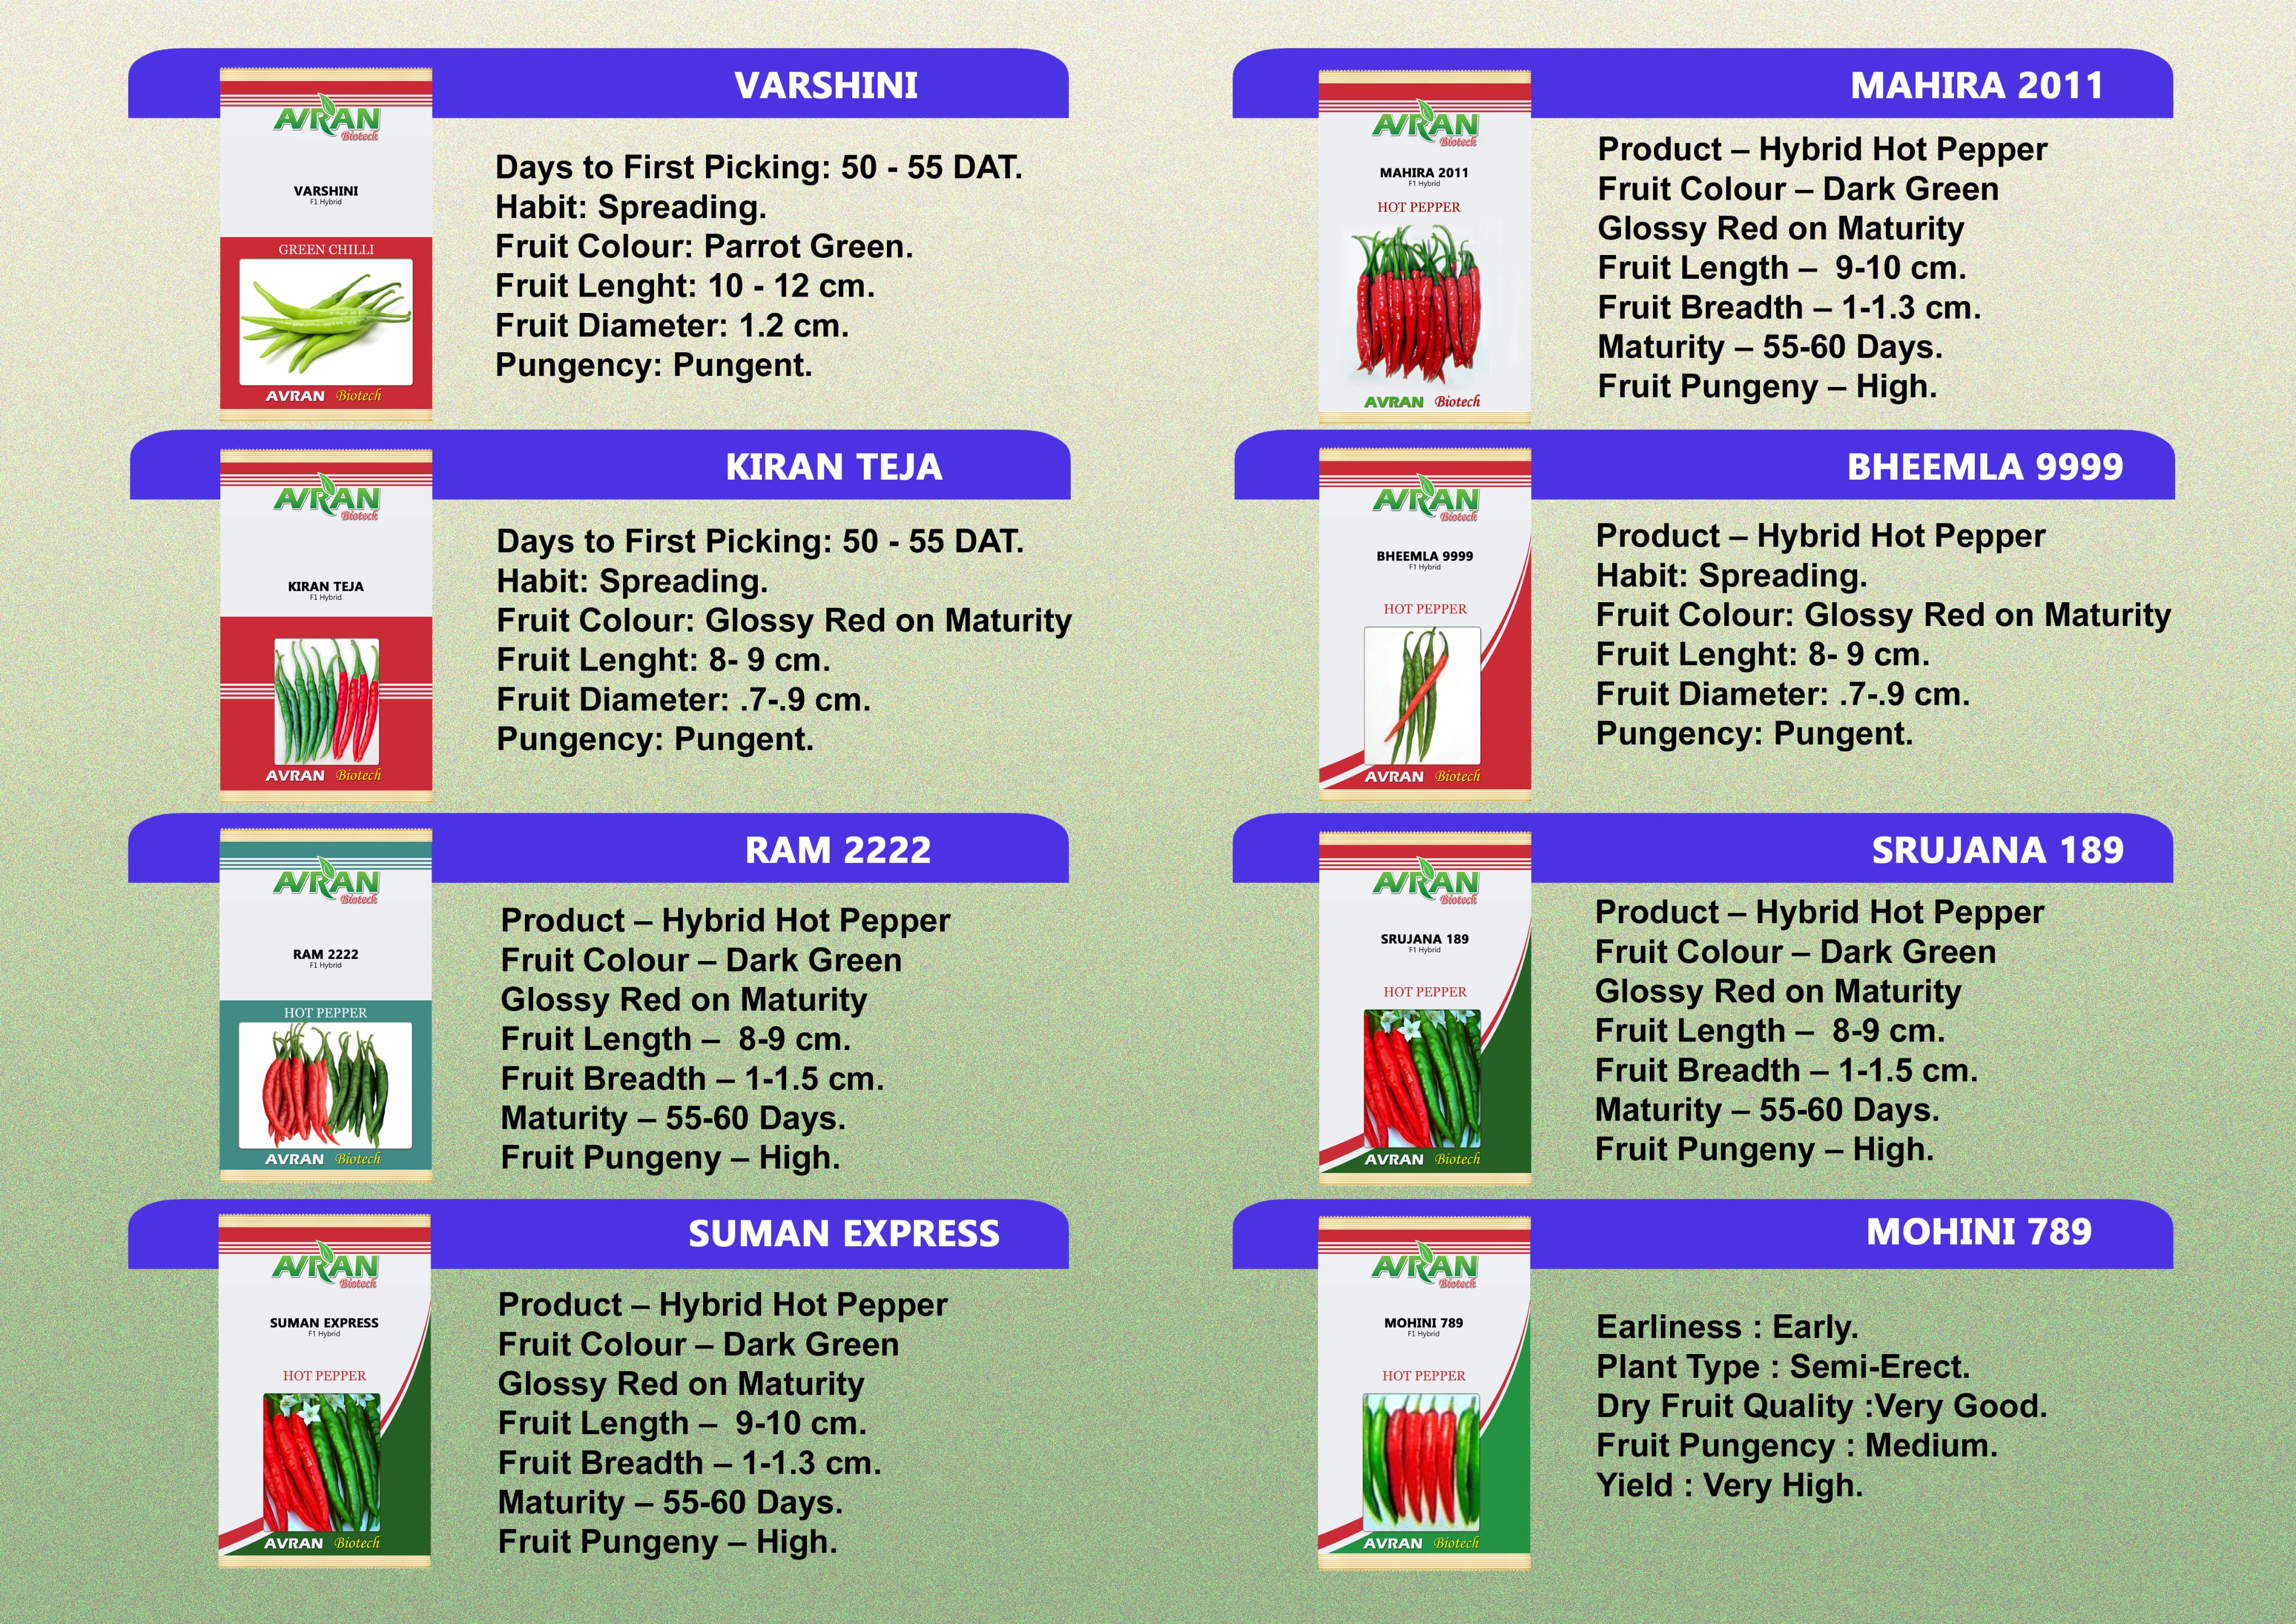 VARSHINI
AVRAN
Biotech
VARSHINI
F1 Hybrid
GREEN CHILLI
AVRAN Biotech
Days to First Picking: 50 - 55 DAT.
Habit: Spreading.
Fruit Colour: Parrot Green.
Fruit Lenght: 10 - 12 cm.
Fruit Diameter: 1.2 cm.
Pungency: Pungent.
MAHIRA 2011
AVRAN
Biotech
MAHIRA 2011
F1 Hybrid
HOT PEPPER
AVRAN Biotech
Product – Hybrid Hot Pepper
Fruit Colour – Dark Green
Glossy Red on Maturity
Fruit Length –  9-10 cm.
Fruit Breadth – 1-1.3 cm.
Maturity – 55-60 Days.
Fruit Pungeny – High.
KIRAN TEJA
AVRAN
Biotech
KIRAN TEJA
F1 Hybrid
AVRAN Biotech
Days to First Picking: 50 - 55 DAT.
Habit: Spreading.
Fruit Colour: Glossy Red on Maturity
Fruit Lenght: 8- 9 cm.
Fruit Diameter: .7-.9 cm.
Pungency: Pungent.
BHEEMLA 9999
AVRAN
Biotech
BHEEMLA 9999
F1 Hybrid
HOT PEPPER
AVRAN Biotech
Product – Hybrid Hot Pepper
Habit: Spreading.
Fruit Colour: Glossy Red on Maturity
Fruit Lenght: 8- 9 cm.
Fruit Diameter: .7-.9 cm.
Pungency: Pungent.
RAM 2222
AVRAN
Biotech
RAM 2222
F1 Hybrid
HOT PEPPER
AVRAN Biotech
Product – Hybrid Hot Pepper
Fruit Colour – Dark Green
Glossy Red on Maturity
Fruit Length –  8-9 cm.
Fruit Breadth – 1-1.5 cm.
Maturity – 55-60 Days.
Fruit Pungeny – High.
SRUJANA 189
AVRAN
Biotech
SRUJANA 189
F1 Hybrid
HOT PEPPER
AVRAN Biotech
Product – Hybrid Hot Pepper
Fruit Colour – Dark Green
Glossy Red on Maturity
Fruit Length –  8-9 cm.
Fruit Breadth – 1-1.5 cm.
Maturity – 55-60 Days.
Fruit Pungeny – High.
SUMAN EXPRESS
AVRAN
Biotech
SUMAN EXPRESS
F1 Hybrid
HOT PEPPER
AVRAN Biotech
Product – Hybrid Hot Pepper
Fruit Colour – Dark Green
Glossy Red on Maturity
Fruit Length –  9-10 cm.
Fruit Breadth – 1-1.3 cm.
Maturity – 55-60 Days.
Fruit Pungeny – High.
MOHINI 789
AVRAN
Biotech
MOHINI 789
F1 Hybrid
HOT PEPPER
AVRAN Biotech
Earliness : Early.
Plant Type : Semi-Erect.
Dry Fruit Quality :Very Good.
Fruit Pungency : Medium.
Yield : Very High.